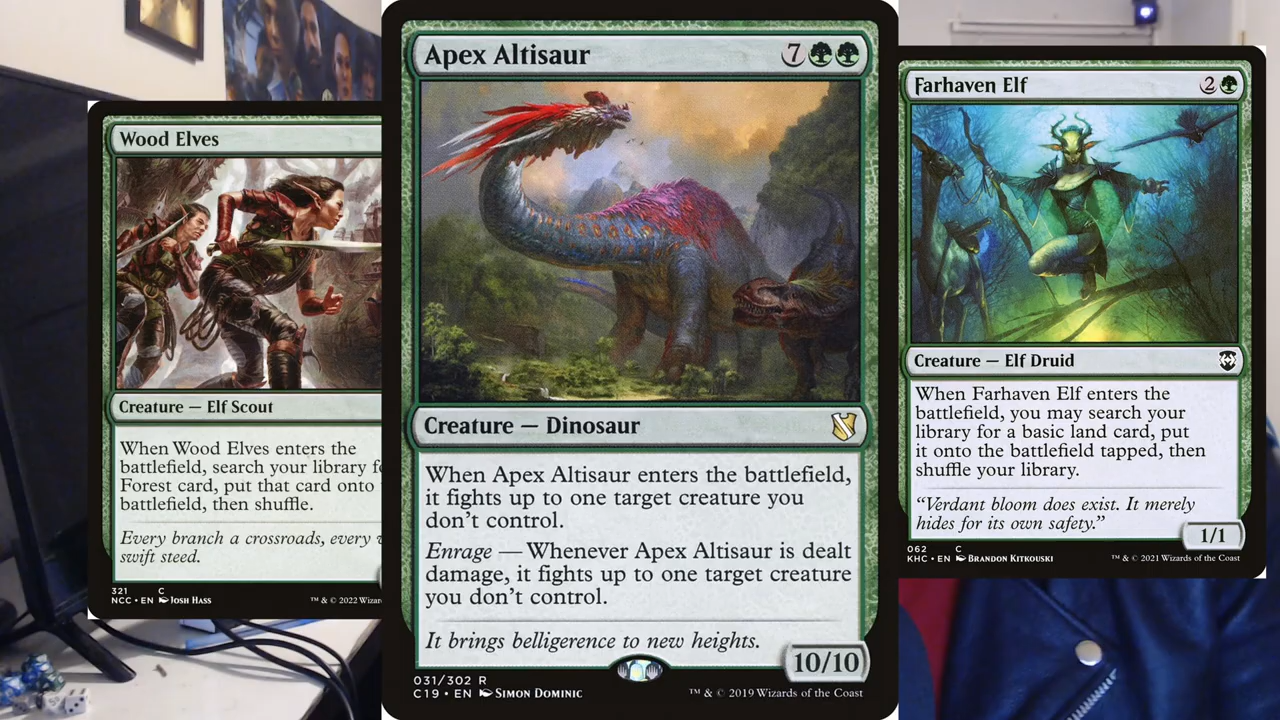 Wood Elves
Creature — Elf Scout
When Wood Elves enters the
battlefield, search your library
Forest card, put that card onto
battlefield, then shuffle.
Every branch a crossroads, every
swift steed.
321 C
NCC • EN Josh Hass
™ & © 2022
Apex Altisaur 7
Creature — Dinosaur
When Apex Altisaur enters the battlefield,
it fights up to one target creature you
don't control.
Enrage — Whenever Apex Altisaur is dealt
damage, it fights up to one target creature
you don't control.
It brings belligerence to new heights.
10/10
031/302 R
C19 • EN Simon Dominic
™ & © 2019 Wizards of the Coast
Farhaven Elf 2
Creature — Elf Druid
When Farhaven Elf enters the
battlefield, you may search your
library for a basic land card, put
it onto the battlefield tapped, then
shuffle your library.
"Verdant bloom does exist. It merely
hides for its own safety."
1/1
062 C
KHC • EN Brandon Kitkouski
™ & © 2021 Wizards of the Coast